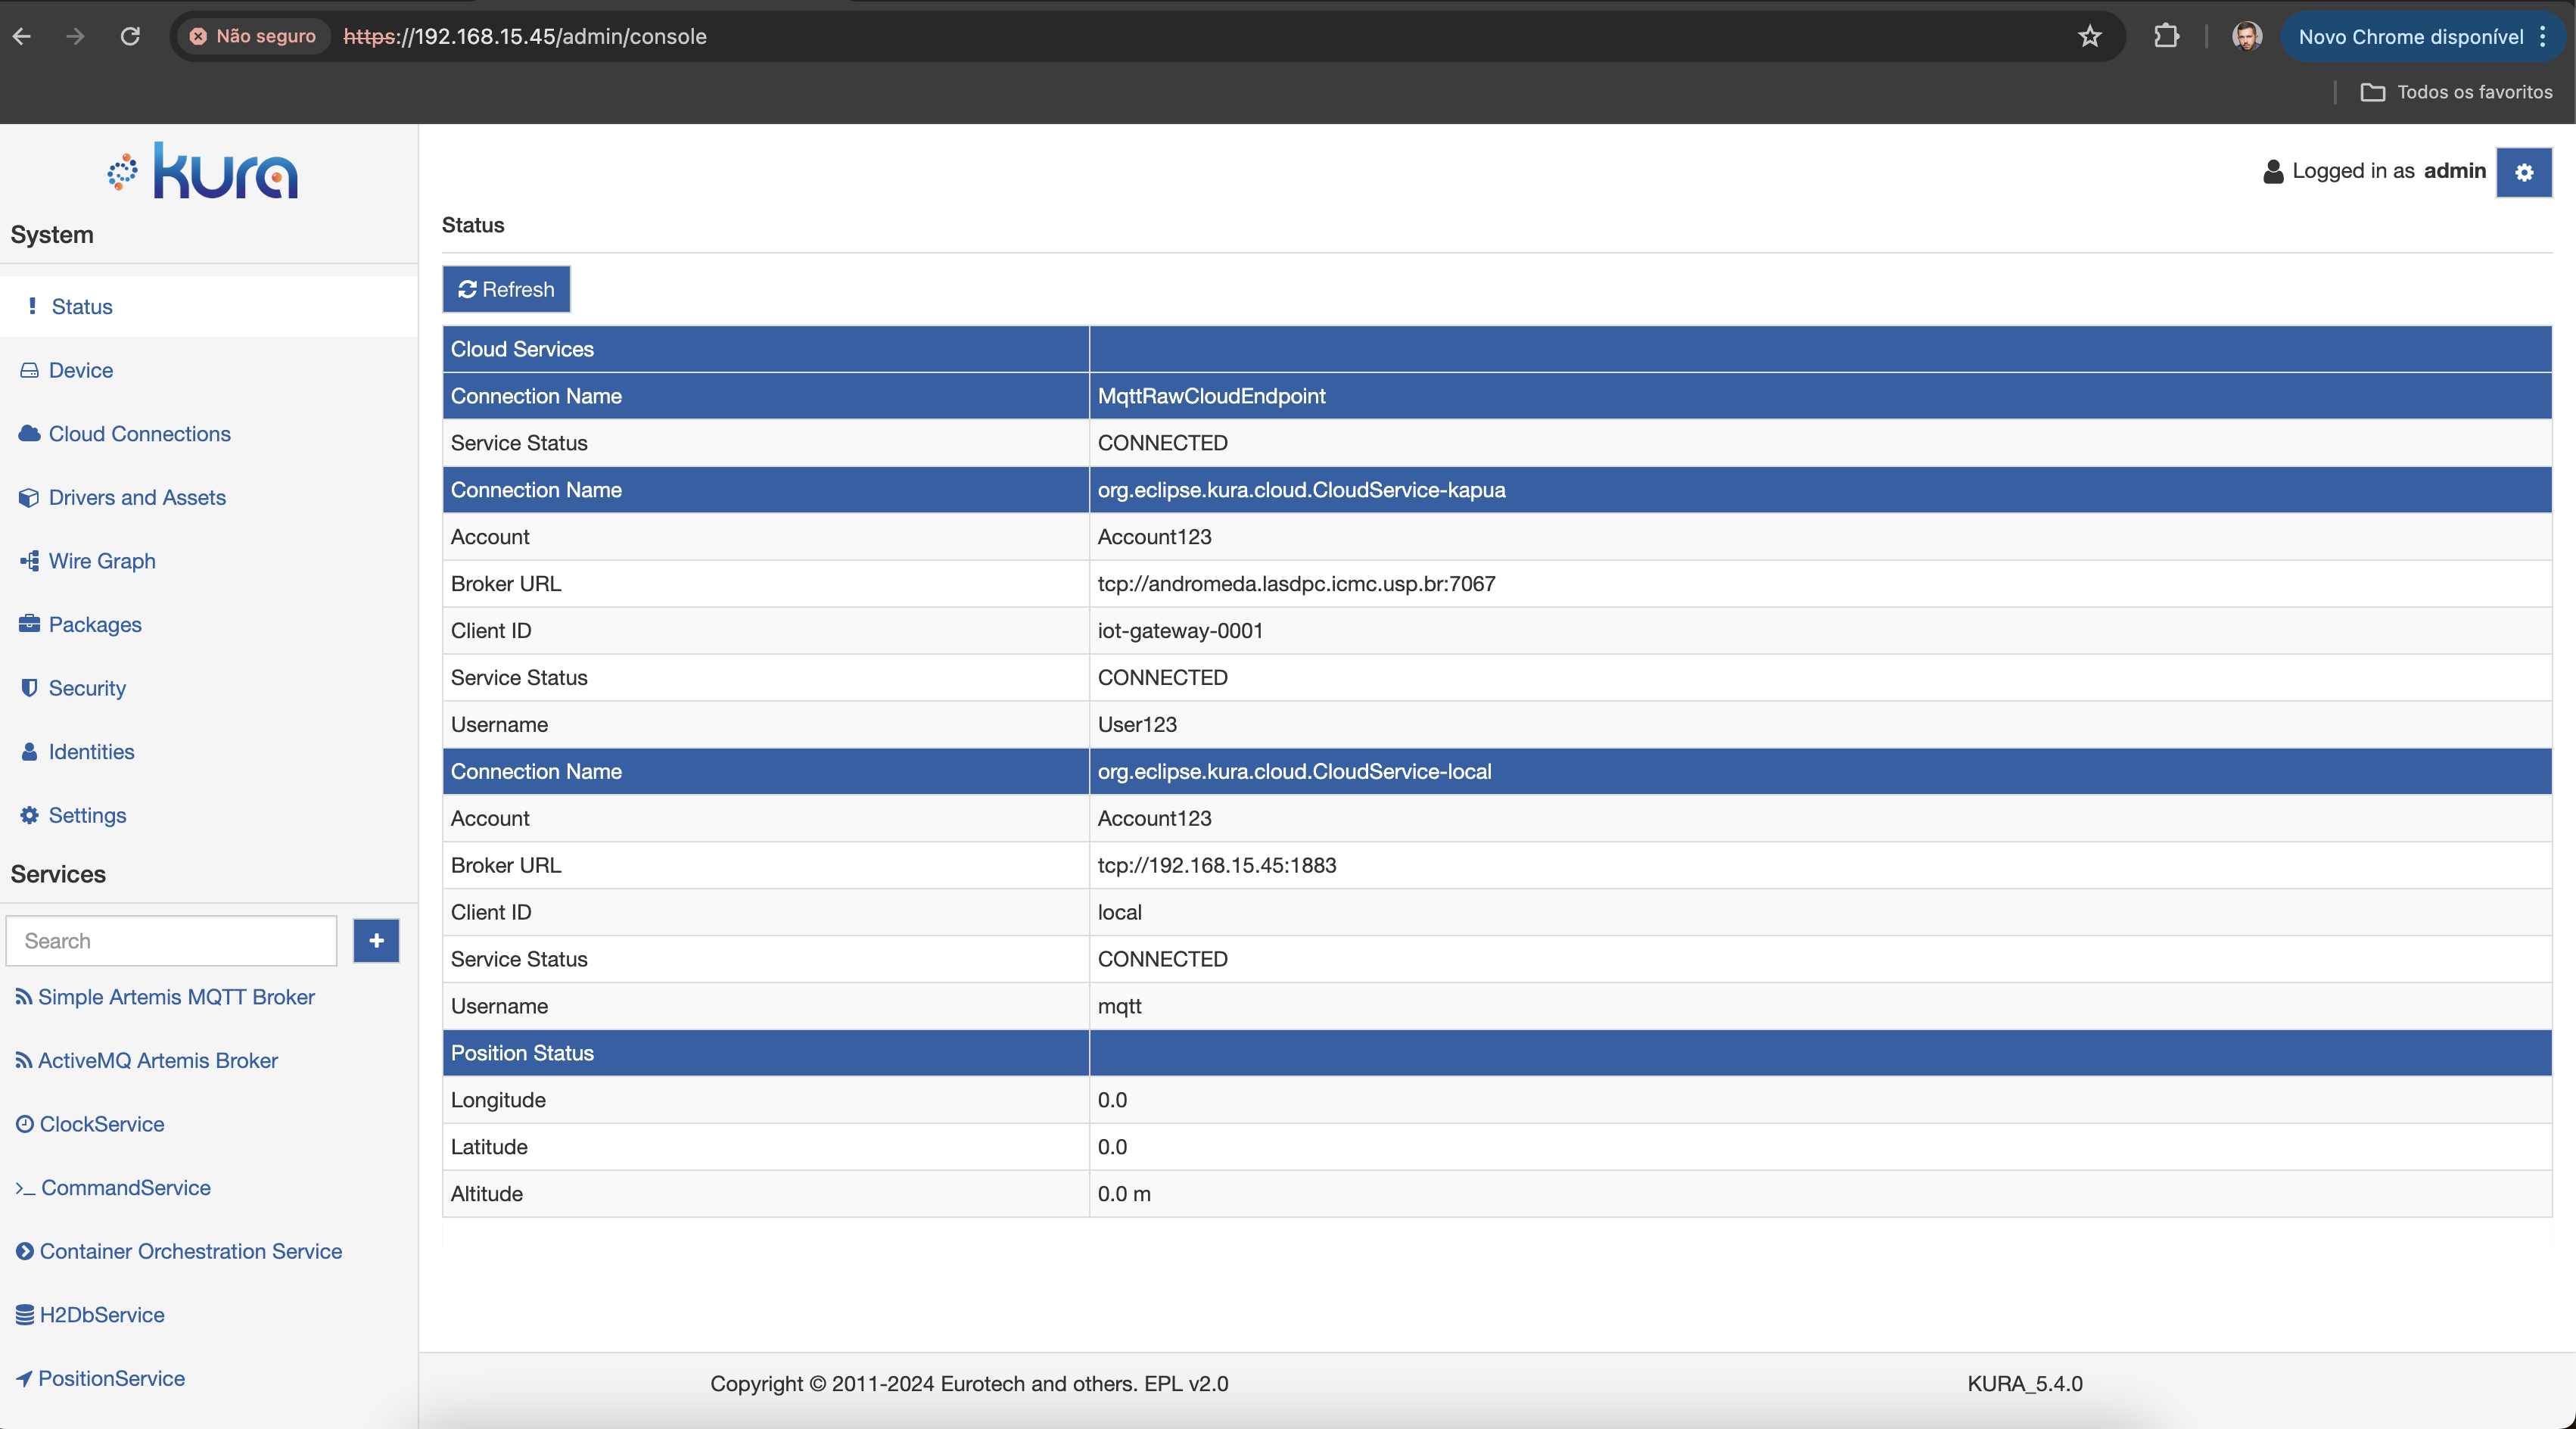 Não seguro https://192.168.15.45/admin/console Novo Chrome disponível
Todos os favoritos
kura
System
Status
Device
Cloud Connections
Drivers and Assets
Wire Graph
Packages
Security
Identities
Settings
Services
Search +
Simple Artemis MQTT Broker
ActiveMQ Artemis Broker
ClockService
CommandService
Container Orchestration Service
H2DbService
PositionService
Logged in as admin
Status
Refresh
Cloud Services
Connection Name MqttRawCloudEndpoint
Service Status CONNECTED
Connection Name org.eclipse.kura.cloud.CloudService-kapua
Account Account123
Broker URL tcp://andromeda.lasdpc.icmc.usp.br:7067
Client ID iot-gateway-0001
Service Status CONNECTED
Username User123
Connection Name org.eclipse.kura.cloud.CloudService-local
Account Account123
Broker URL tcp://192.168.15.45:1883
Client ID local
Service Status CONNECTED
Username mqtt
Position Status
Longitude 0.0
Latitude 0.0
Altitude 0.0 m
Copyright © 2011-2024 Eurotech and others. EPL v2.0 KURA_5.4.0